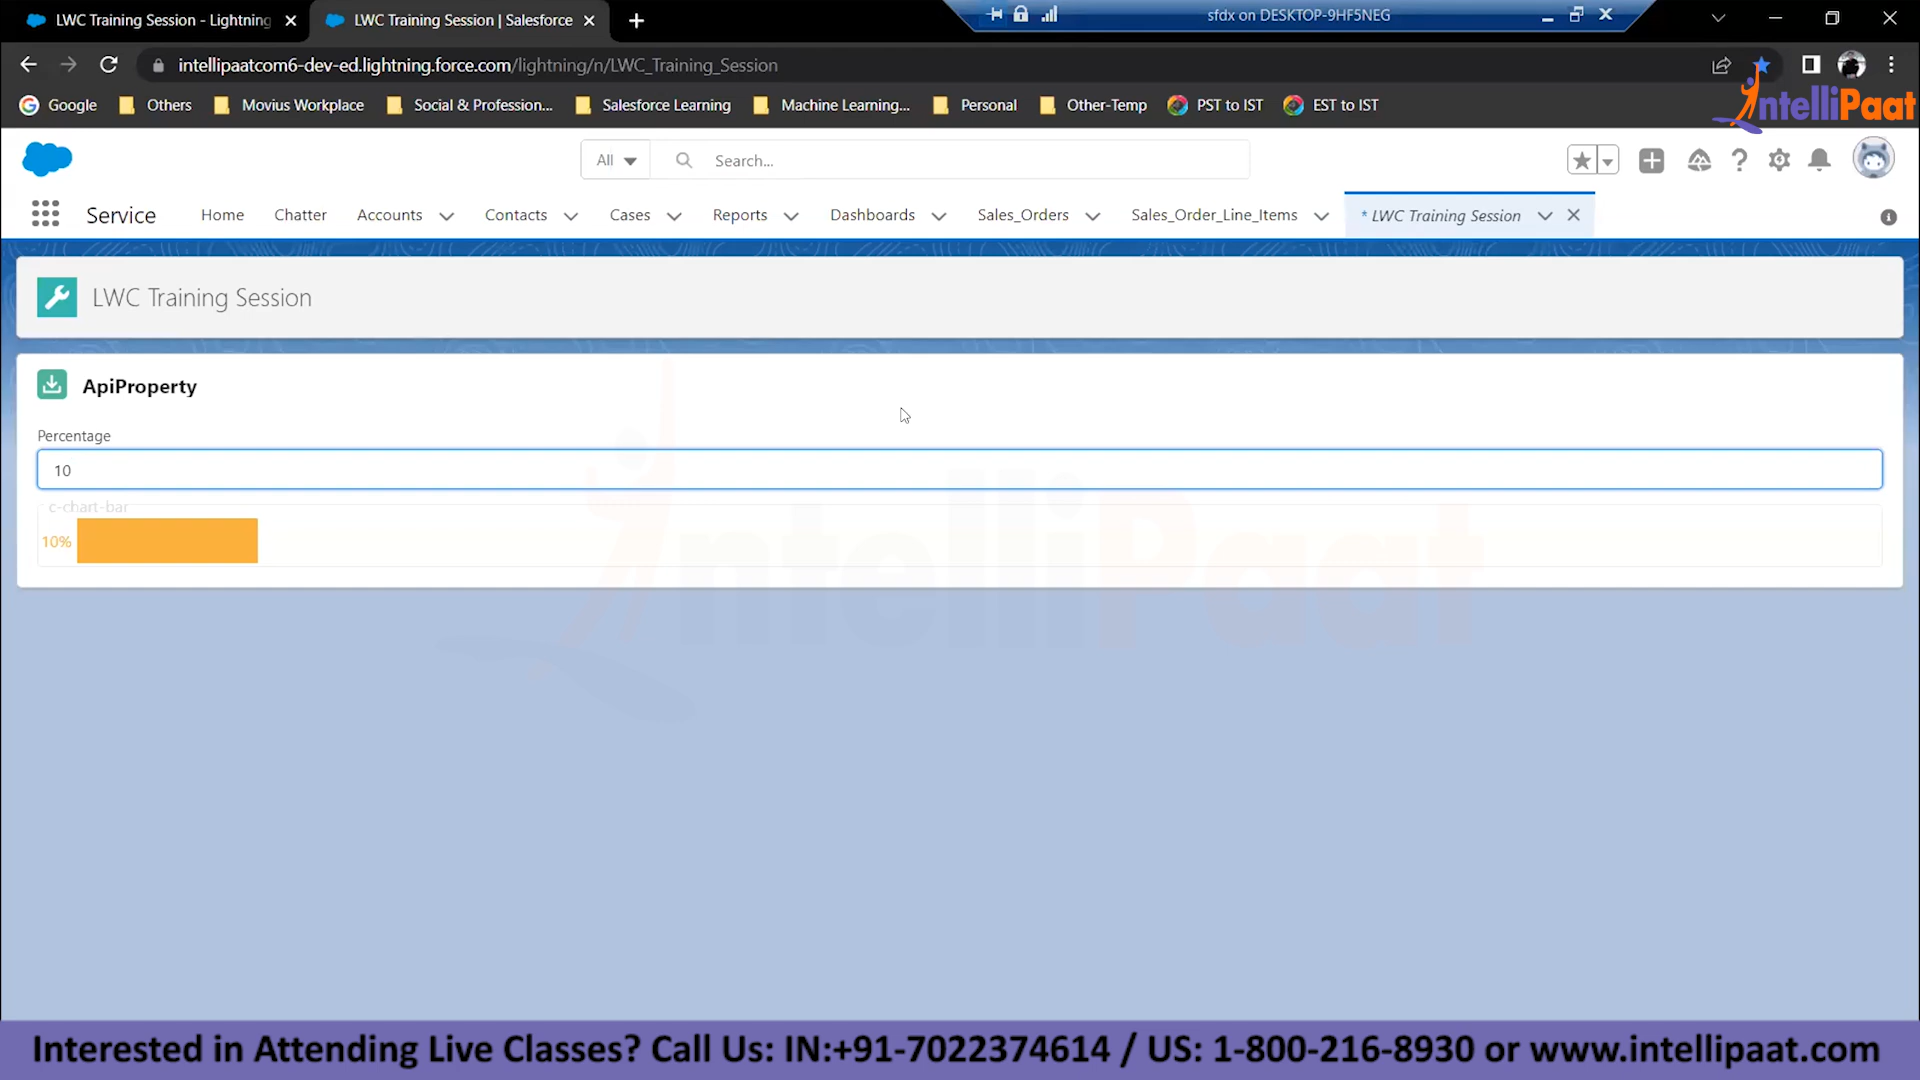 LWC Training Session - Lightning
LWC Training Session | Salesforce
sfdx on DESKTOP-9HF5NEG
intellipaatcom6-dev-ed.lightning.force.com/lightning/n/LWC_Training_Session
Google
Others
Movius Workplace
Social & Profession...
Salesforce Learning
Machine Learning...
Personal
Other-Temp
PST to IST
EST to IST
IntelliPaat
All
Search...
Service
Home
Chatter
Accounts
Contacts
Cases
Reports
Dashboards
Sales_Orders
Sales_Order_Line_Items
* LWC Training Session
LWC Training Session
ApiProperty
Percentage
10
c-chart-bar
10%
IntelliPaat
Interested in Attending Live Classes? Call Us: IN:+91-7022374614 / US: 1-800-216-8930 or www.intellipaat.com